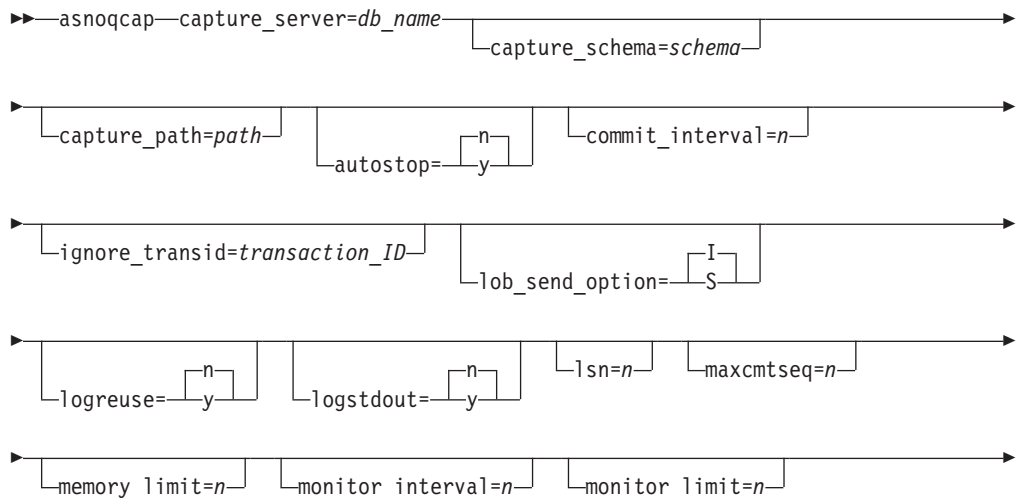 asnoqcap capture_server=db_name
capture_schema=schema
capture_path=path
autostop=
n
y
commit_interval=n
ignore_transid=transaction_ID
lob_send_option=
I
S
logreuse=
n
y
logstdout=
n
y
lsn=n
maxcmtseq=n
memory limit=n
monitor interval=n
monitor limit=n